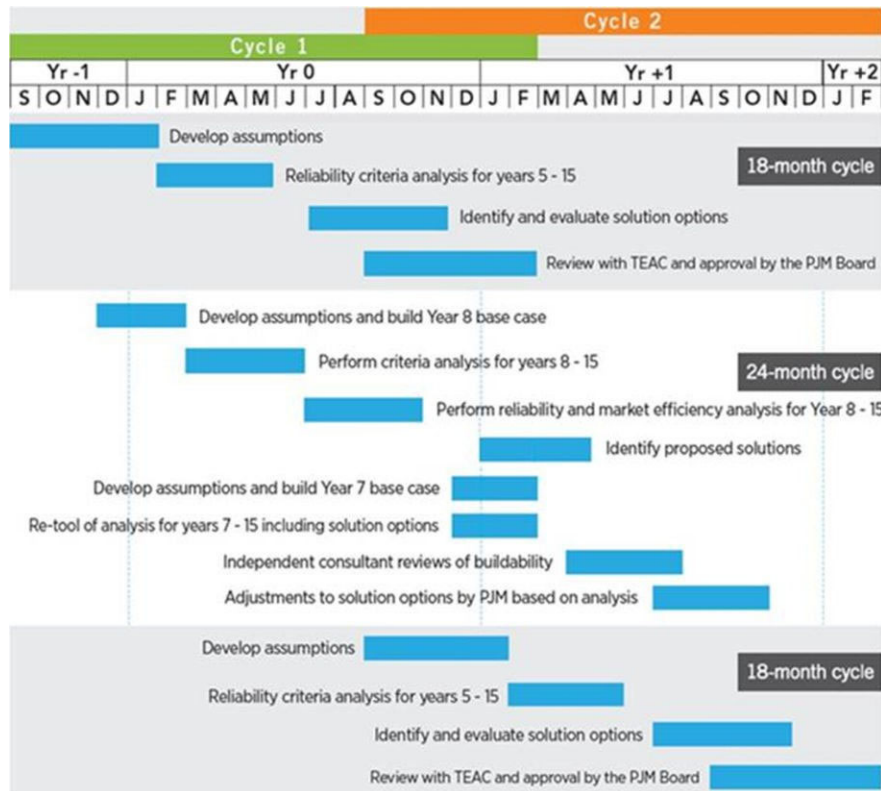 Cycle 2
Cycle 1
Yr -1 Yr 0 Yr +1 Yr +2
S O N D J F M A M J J A S O N D J F M A M J J A S O N D J F
Develop assumptions
18-month cycle
Reliability criteria analysis for years 5 - 15
Identify and evaluate solution options
Review with TEAC and approval by the PJM Board
Develop assumptions and build Year 8 base case
Perform criteria analysis for years 8 - 15
24-month cycle
Perform reliability and market efficiency analysis for Year 8 - 15
Identify proposed solutions
Develop assumptions and build Year 7 base case
Re-tool of analysis for years 7 - 15 including solution options
Independent consultant reviews of buildability
Adjustments to solution options by PJM based on analysis
Develop assumptions
18-month cycle
Reliability criteria analysis for years 5 - 15
Identify and evaluate solution options
Review with TEAC and approval by the PJM Board